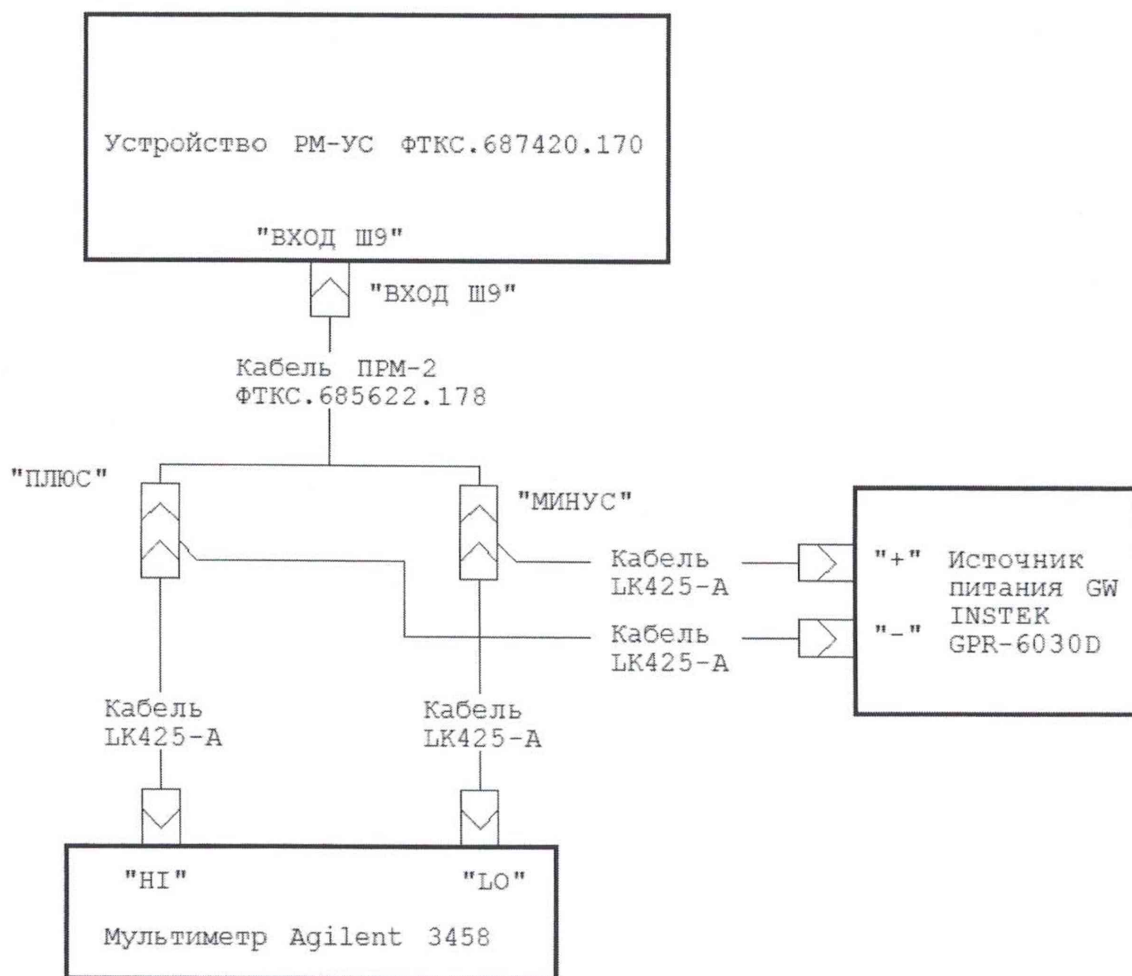 Устройство РМ-УС ФТКС.687420.170
"ВХОД Ш9"
"ВХОД Ш9"
Кабель ПРМ-2
ФТКС.685622.178
"ПЛЮС"
"МИНУС"
Кабель
LK425-A
"+" Источник
питания GW
INSTEK
"-" GPR-6030D
Кабель
LK425-A
Кабель
LK425-A
Кабель
LK425-A
"HI"
"LO"
Мультиметр Agilent 3458